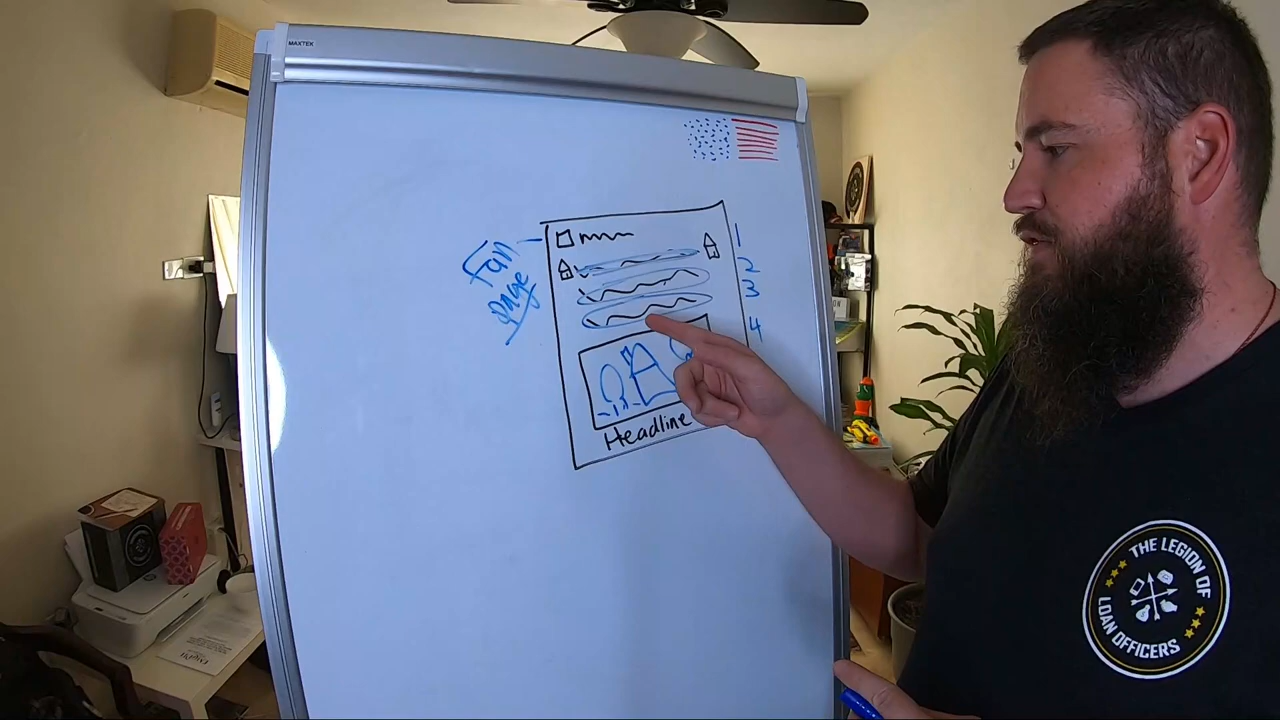 MAXTEK
Fan
page
1
2
3
4
Headline
THE LEGION OF
LOAN OFFICERS